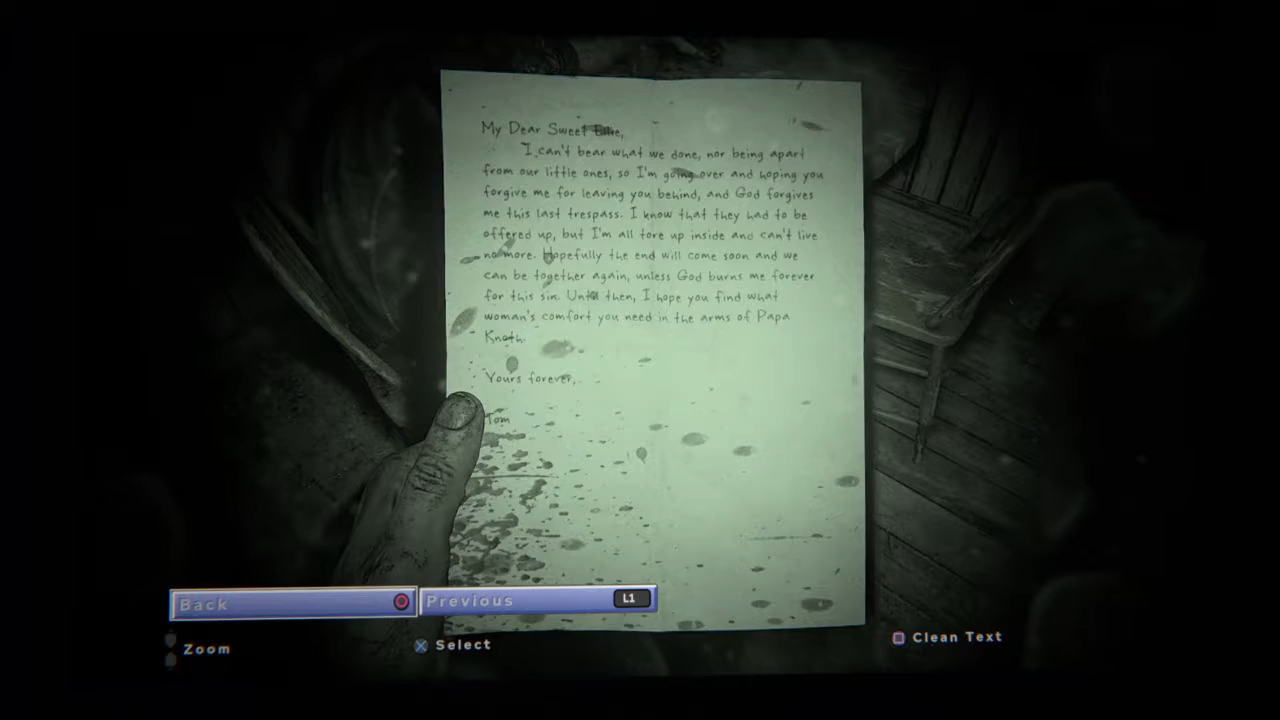 My Dear Sweet
I can't bear what we done, nor being apart
from our little ones, so I'm going over and hoping you
forgive me for leaving you behind, and God forgives
me this last trespass. I know that they had to be
offered up, but I'm all tore up inside and can't live
no more. Hopefully the end will come soon and we
can be together again, unless God burns me forever
for this sin. Until then, I hope you find what
woman's comfort you need in the arms of Papa
Knoth.
Yours forever,
Tom
Back
Previous L1
Zoom
Select
Clean Text